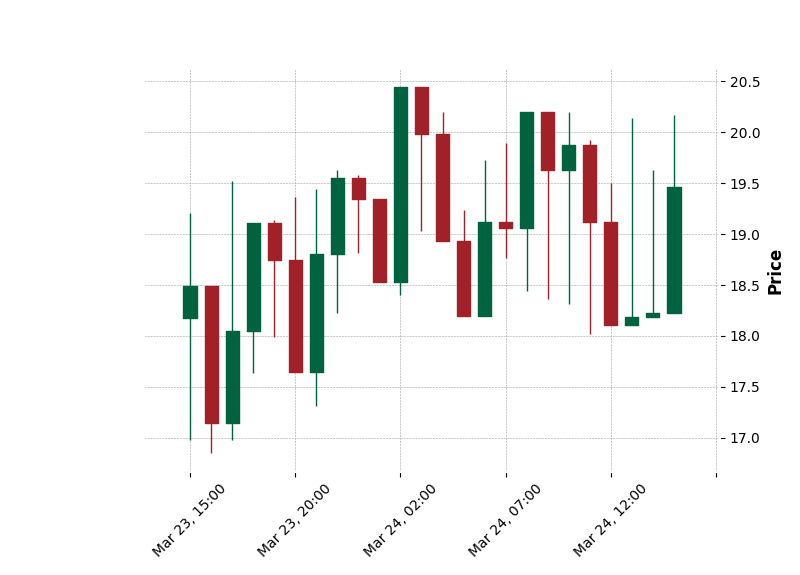 20.5
20.0
19.5
19.0
18.5
18.0
17.5
17.0
Price
Mar 23, 15:00
Mar 23, 20:00
Mar 24, 02:00
Mar 24, 07:00
Mar 24, 12:00